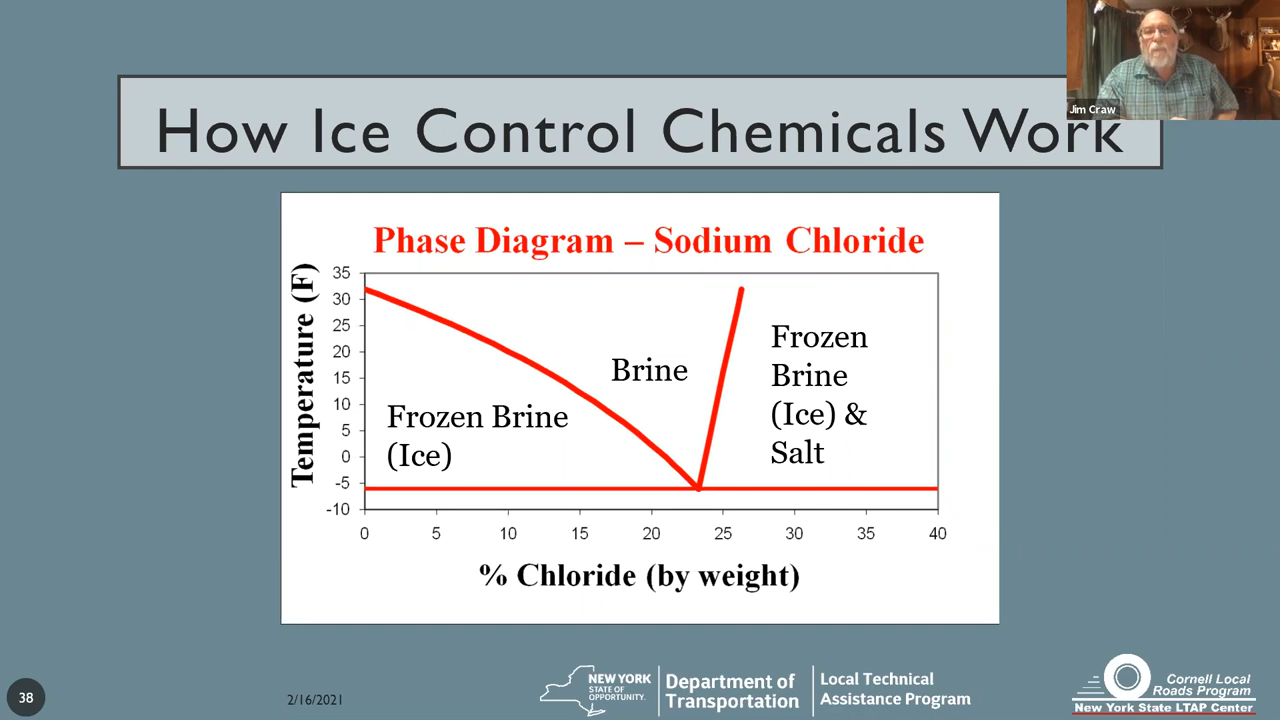 How Ice Control Chemicals Work
Jim Craw
Phase Diagram – Sodium Chloride
Temperature (F)
35
30
25
20
15
10
5
0
-5
-10
Frozen Brine
(Ice)
Brine
Frozen
Brine
(Ice) &
Salt
0 5 10 15 20 25 30 35 40
% Chloride (by weight)
38
2/16/2021
NEW YORK
STATE OF
OPPORTUNITY.
Department of
Transportation
Local Technical
Assistance Program
Cornell Local
Roads Program
New York State LTAP Center